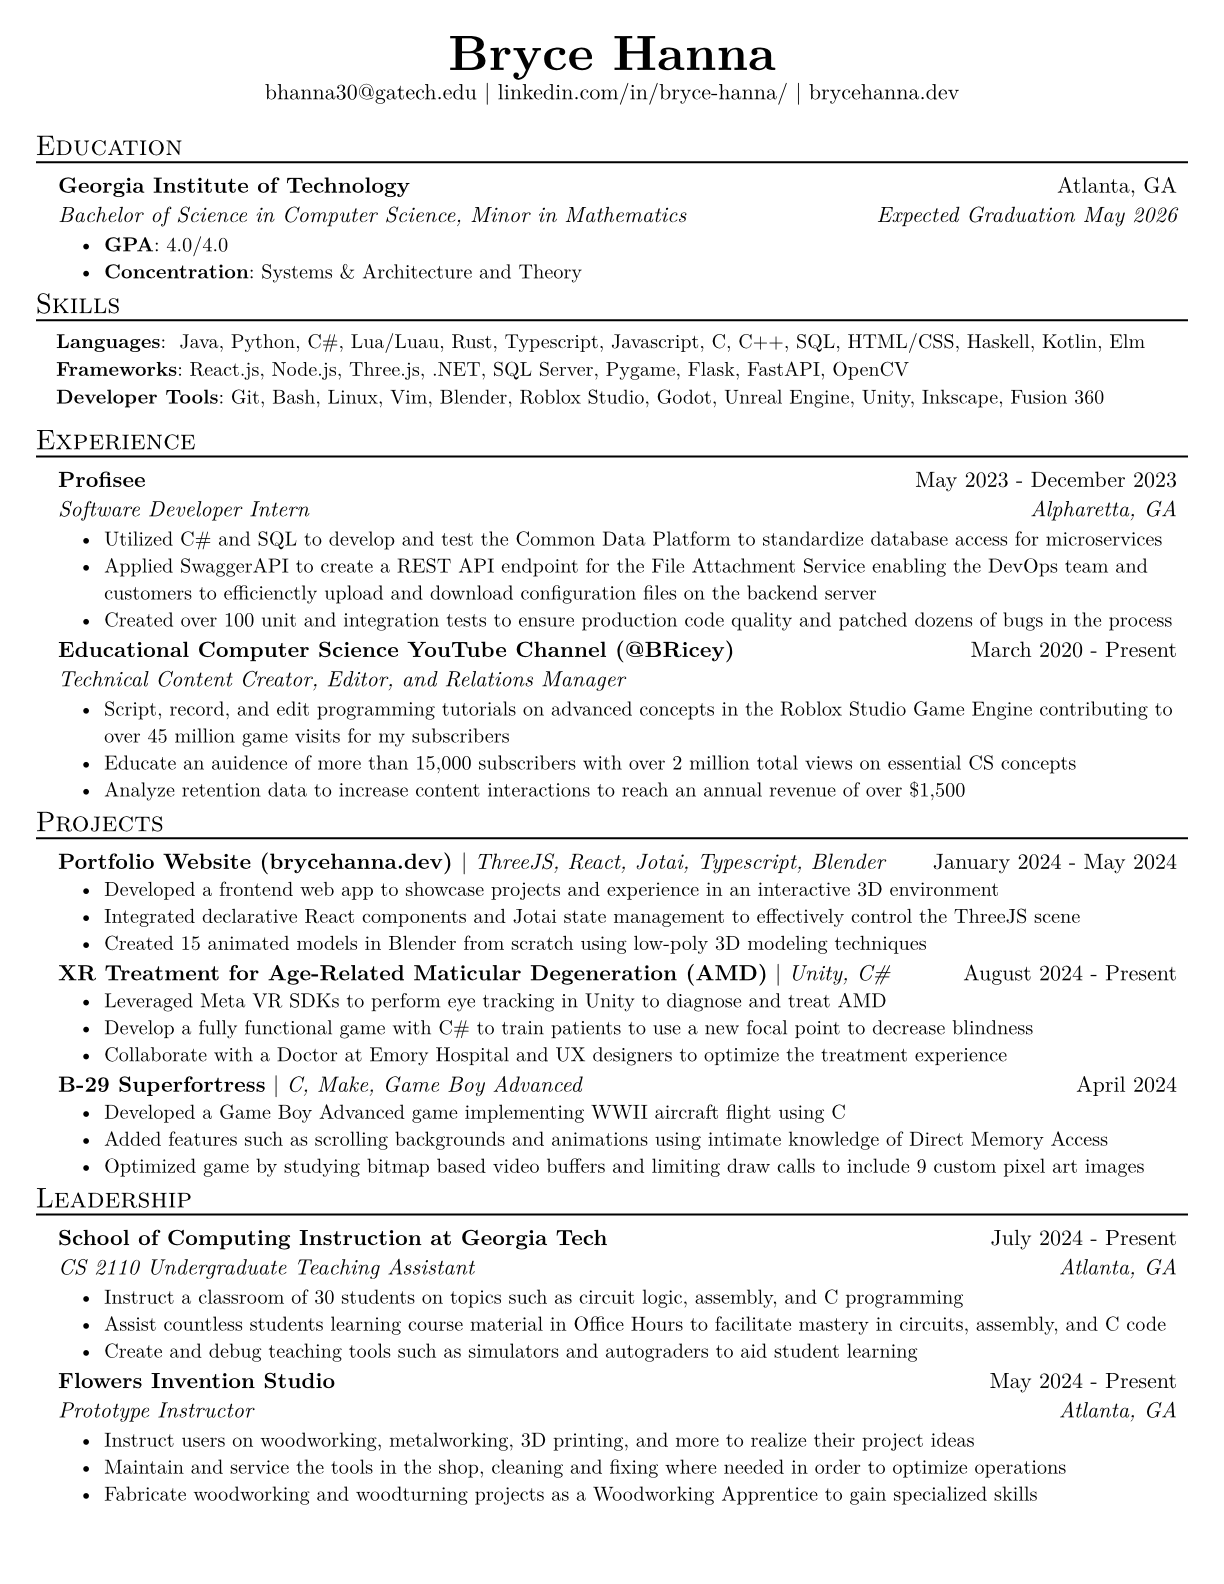 Bryce Hanna
bhanna30@gatech.edu | linkedin.com/in/bryce-hanna/ | brycehanna.dev
Education
Georgia Institute of Technology Atlanta, GA
Bachelor of Science in Computer Science, Minor in Mathematics Expected Graduation May 2026
• GPA: 4.0/4.0
• Concentration: Systems & Architecture and Theory
Skills
Languages: Java, Python, C#, Lua/Luau, Rust, Typescript, Javascript, C, C++, SQL, HTML/CSS, Haskell, Kotlin, Elm
Frameworks: React.js, Node.js, Three.js, .NET, SQL Server, Pygame, Flask, FastAPI, OpenCV
Developer Tools: Git, Bash, Linux, Vim, Blender, Roblox Studio, Godot, Unreal Engine, Unity, Inkscape, Fusion 360
Experience
Profisee May 2023 - December 2023
Software Developer Intern Alpharetta, GA
• Utilized C# and SQL to develop and test the Common Data Platform to standardize database access for microservices
• Applied SwaggerAPI to create a REST API endpoint for the File Attachment Service enabling the DevOps team and
customers to efficienctly upload and download configuration files on the backend server
• Created over 100 unit and integration tests to ensure production code quality and patched dozens of bugs in the process
Educational Computer Science YouTube Channel (@BRicey) March 2020 - Present
Technical Content Creator, Editor, and Relations Manager
• Script, record, and edit programming tutorials on advanced concepts in the Roblox Studio Game Engine contributing to
over 45 million game visits for my subscribers
• Educate an auidence of more than 15,000 subscribers with over 2 million total views on essential CS concepts
• Analyze retention data to increase content interactions to reach an annual revenue of over $1,500
Projects
Portfolio Website (brycehanna.dev) | ThreeJS, React, Jotai, Typescript, Blender January 2024 - May 2024
• Developed a frontend web app to showcase projects and experience in an interactive 3D environment
• Integrated declarative React components and Jotai state management to effectively control the ThreeJS scene
• Created 15 animated models in Blender from scratch using low-poly 3D modeling techniques
XR Treatment for Age-Related Maticular Degeneration (AMD) | Unity, C# August 2024 - Present
• Leveraged Meta VR SDKs to perform eye tracking in Unity to diagnose and treat AMD
• Develop a fully functional game with C# to train patients to use a new focal point to decrease blindness
• Collaborate with a Doctor at Emory Hospital and UX designers to optimize the treatment experience
B-29 Superfortress | C, Make, Game Boy Advanced April 2024
• Developed a Game Boy Advanced game implementing WWII aircraft flight using C
• Added features such as scrolling backgrounds and animations using intimate knowledge of Direct Memory Access
• Optimized game by studying bitmap based video buffers and limiting draw calls to include 9 custom pixel art images
Leadership
School of Computing Instruction at Georgia Tech July 2024 - Present
CS 2110 Undergraduate Teaching Assistant Atlanta, GA
• Instruct a classroom of 30 students on topics such as circuit logic, assembly, and C programming
• Assist countless students learning course material in Office Hours to facilitate mastery in circuits, assembly, and C code
• Create and debug teaching tools such as simulators and autograders to aid student learning
Flowers Invention Studio May 2024 - Present
Prototype Instructor Atlanta, GA
• Instruct users on woodworking, metalworking, 3D printing, and more to realize their project ideas
• Maintain and service the tools in the shop, cleaning and fixing where needed in order to optimize operations
• Fabricate woodworking and woodturning projects as a Woodworking Apprentice to gain specialized skills